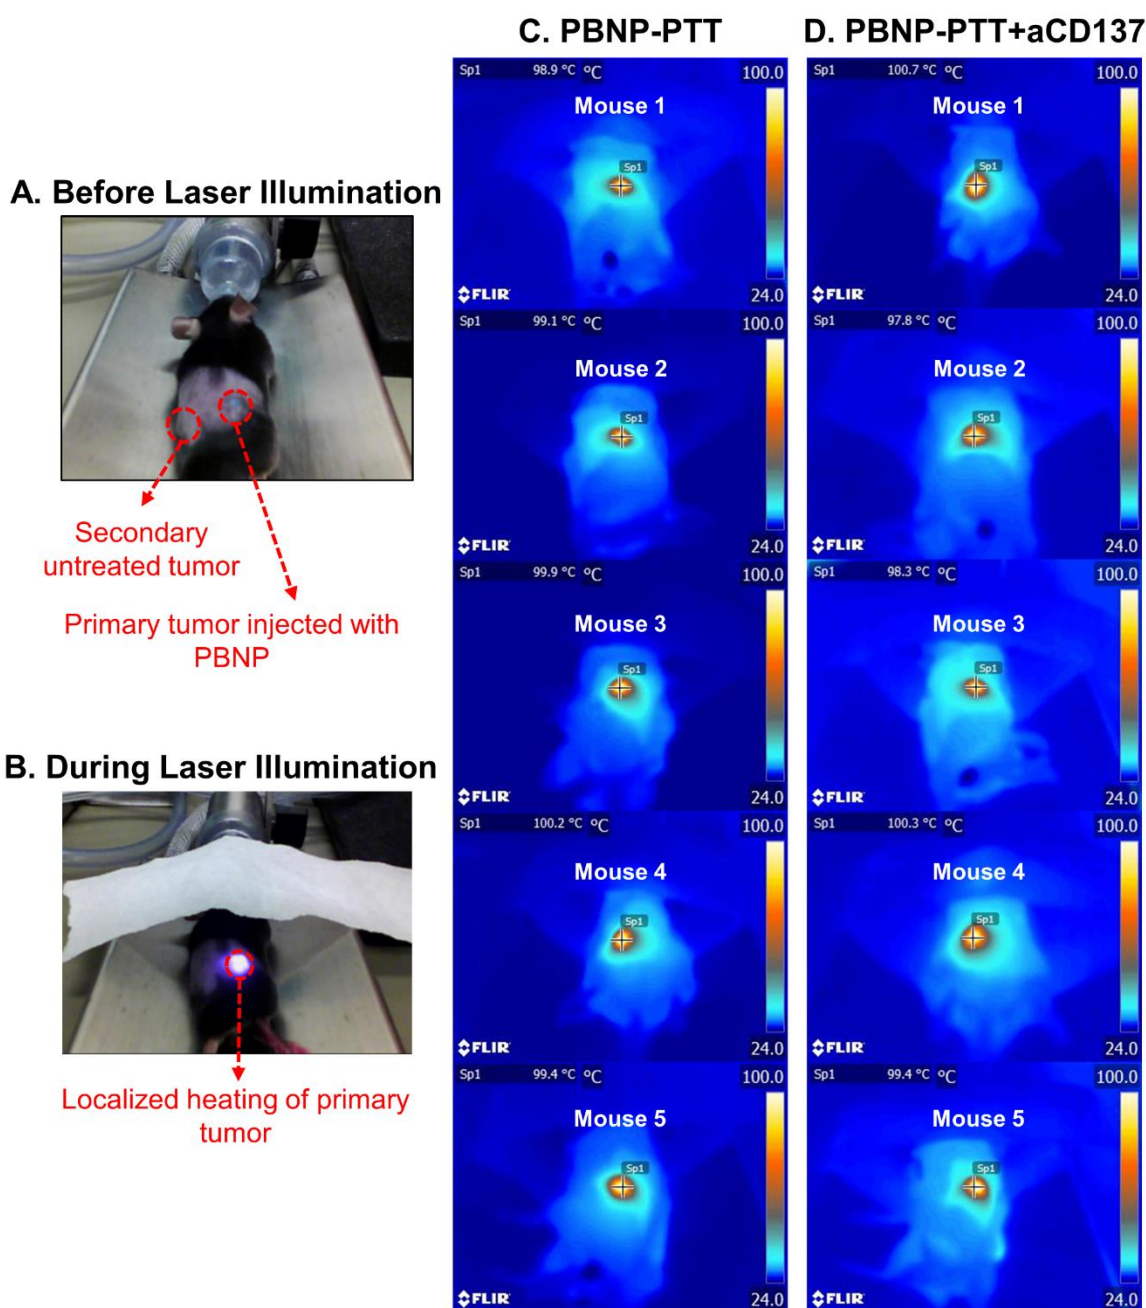 A. Before Laser Illumination
Secondary
untreated tumor
Primary tumor injected with
PBNP
B. During Laser Illumination
Localized heating of primary
tumor
C. PBNP-PTT
Sp1 98.9 °C °C 100.0
Mouse 1
Sp1
FLIR 24.0
Sp1 99.1 °C °C 100.0
Mouse 2
Sp1
FLIR 24.0
Sp1 99.9 °C °C 100.0
Mouse 3
Sp1
FLIR 24.0
Sp1 100.2 °C °C 100.0
Mouse 4
Sp1
FLIR 24.0
Sp1 99.4 °C °C 100.0
Mouse 5
Sp1
FLIR 24.0
D. PBNP-PTT+aCD137
Sp1 100.7 °C °C 100.0
Mouse 1
Sp1
FLIR 24.0
Sp1 97.8 °C °C 100.0
Mouse 2
Sp1
FLIR 24.0
Sp1 98.3 °C °C 100.0
Mouse 3
Sp1
FLIR 24.0
Sp1 100.3 °C °C 100.0
Mouse 4
Sp1
FLIR 24.0
Sp1 99.4 °C °C 100.0
Mouse 5
Sp1
FLIR 24.0